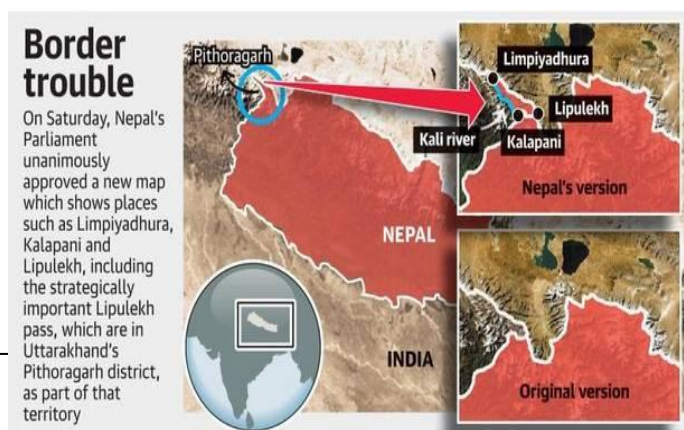 Border
trouble
On Saturday, Nepal's
Parliament
unanimously
approved a new map
which shows places
such as Limpiyadhura,
Kalapani and
Lipulekh, including
the strategically
important Lipulekh
pass, which are in
Uttarakhand's
Pithoragarh district,
as part of that
territory
Pithoragarh
NEPAL
INDIA
Limpiyadhura
Lipulekh
Kali river
Kalapani
Nepal's version
Original version